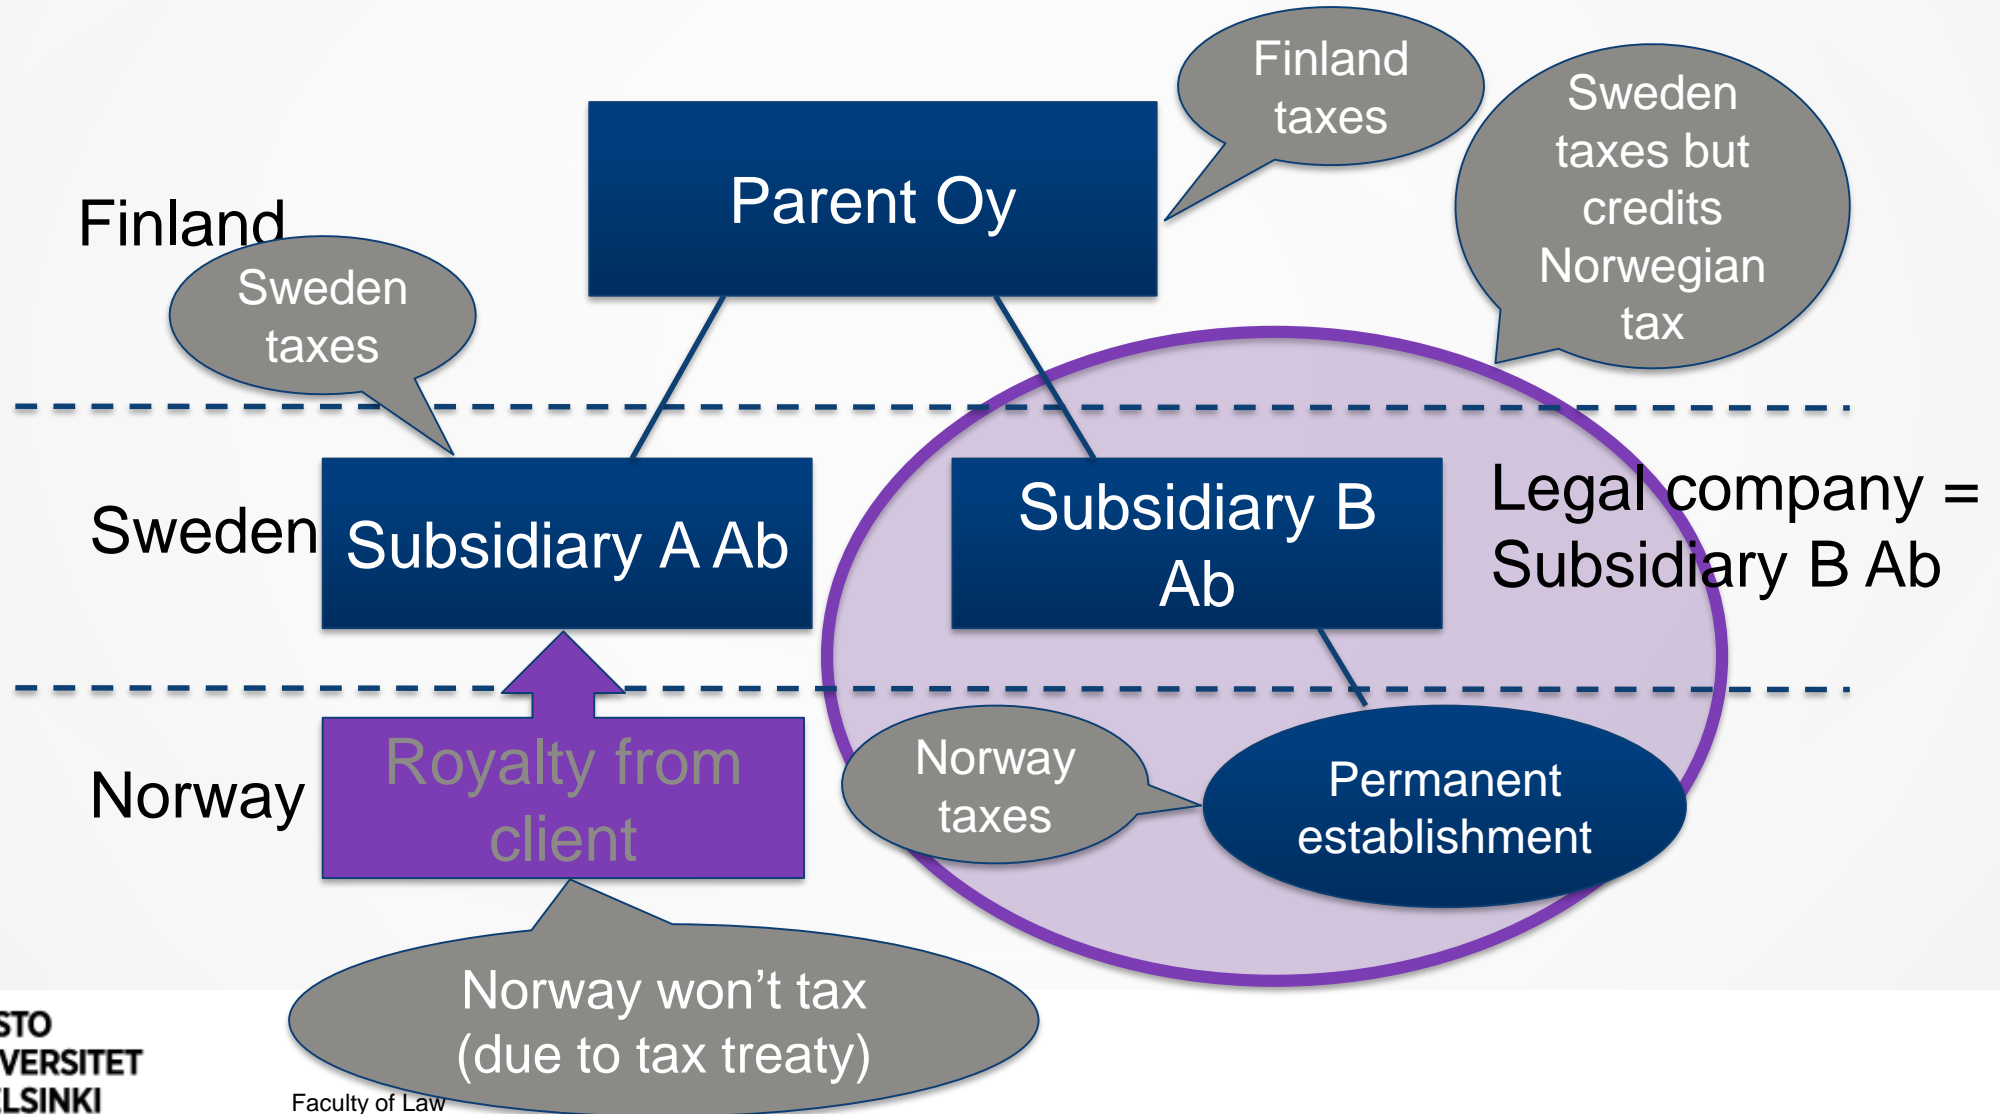 Finland
taxes
Sweden
taxes but
credits
Norwegian
tax
Parent Oy
Finland
Sweden
taxes
Sweden
Subsidiary A Ab
Subsidiary B
Ab
Legal company =
Subsidiary B Ab
Norway
Royalty from
client
Norway
taxes
Permanent
establishment
Norway won’t tax
(due to tax treaty)
STO
VERSITET
ELSINKI
Faculty of Law